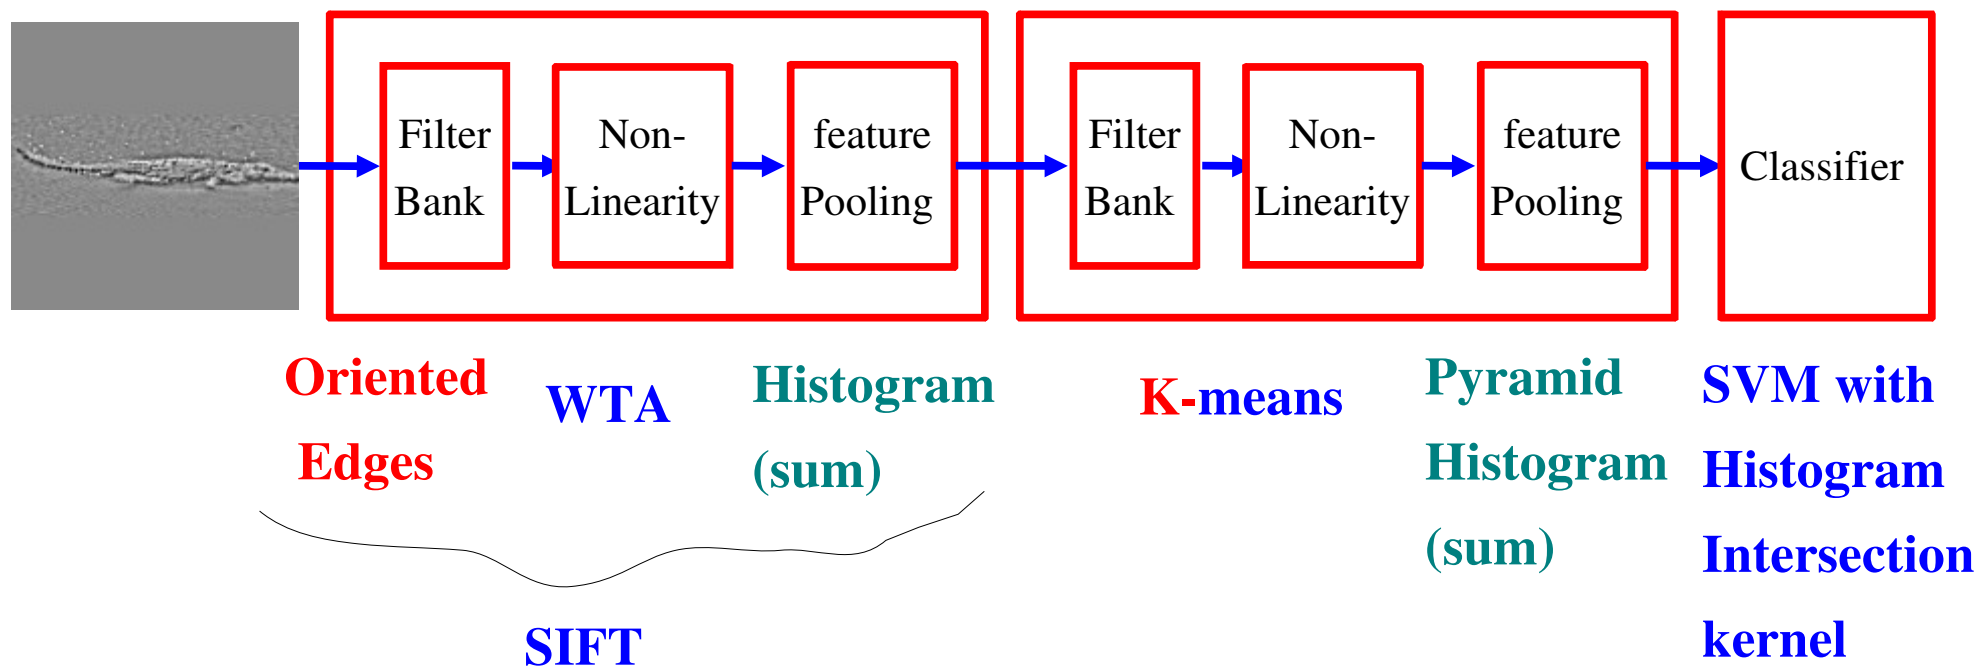 Filter
Bank
Non-
Linearity
feature
Pooling
Filter
Bank
Non-
Linearity
feature
Pooling
Classifier
Oriented
Edges
WTA
Histogram
(sum)
K-means
Pyramid
Histogram
(sum)
SVM with
Histogram
Intersection
kernel
SIFT